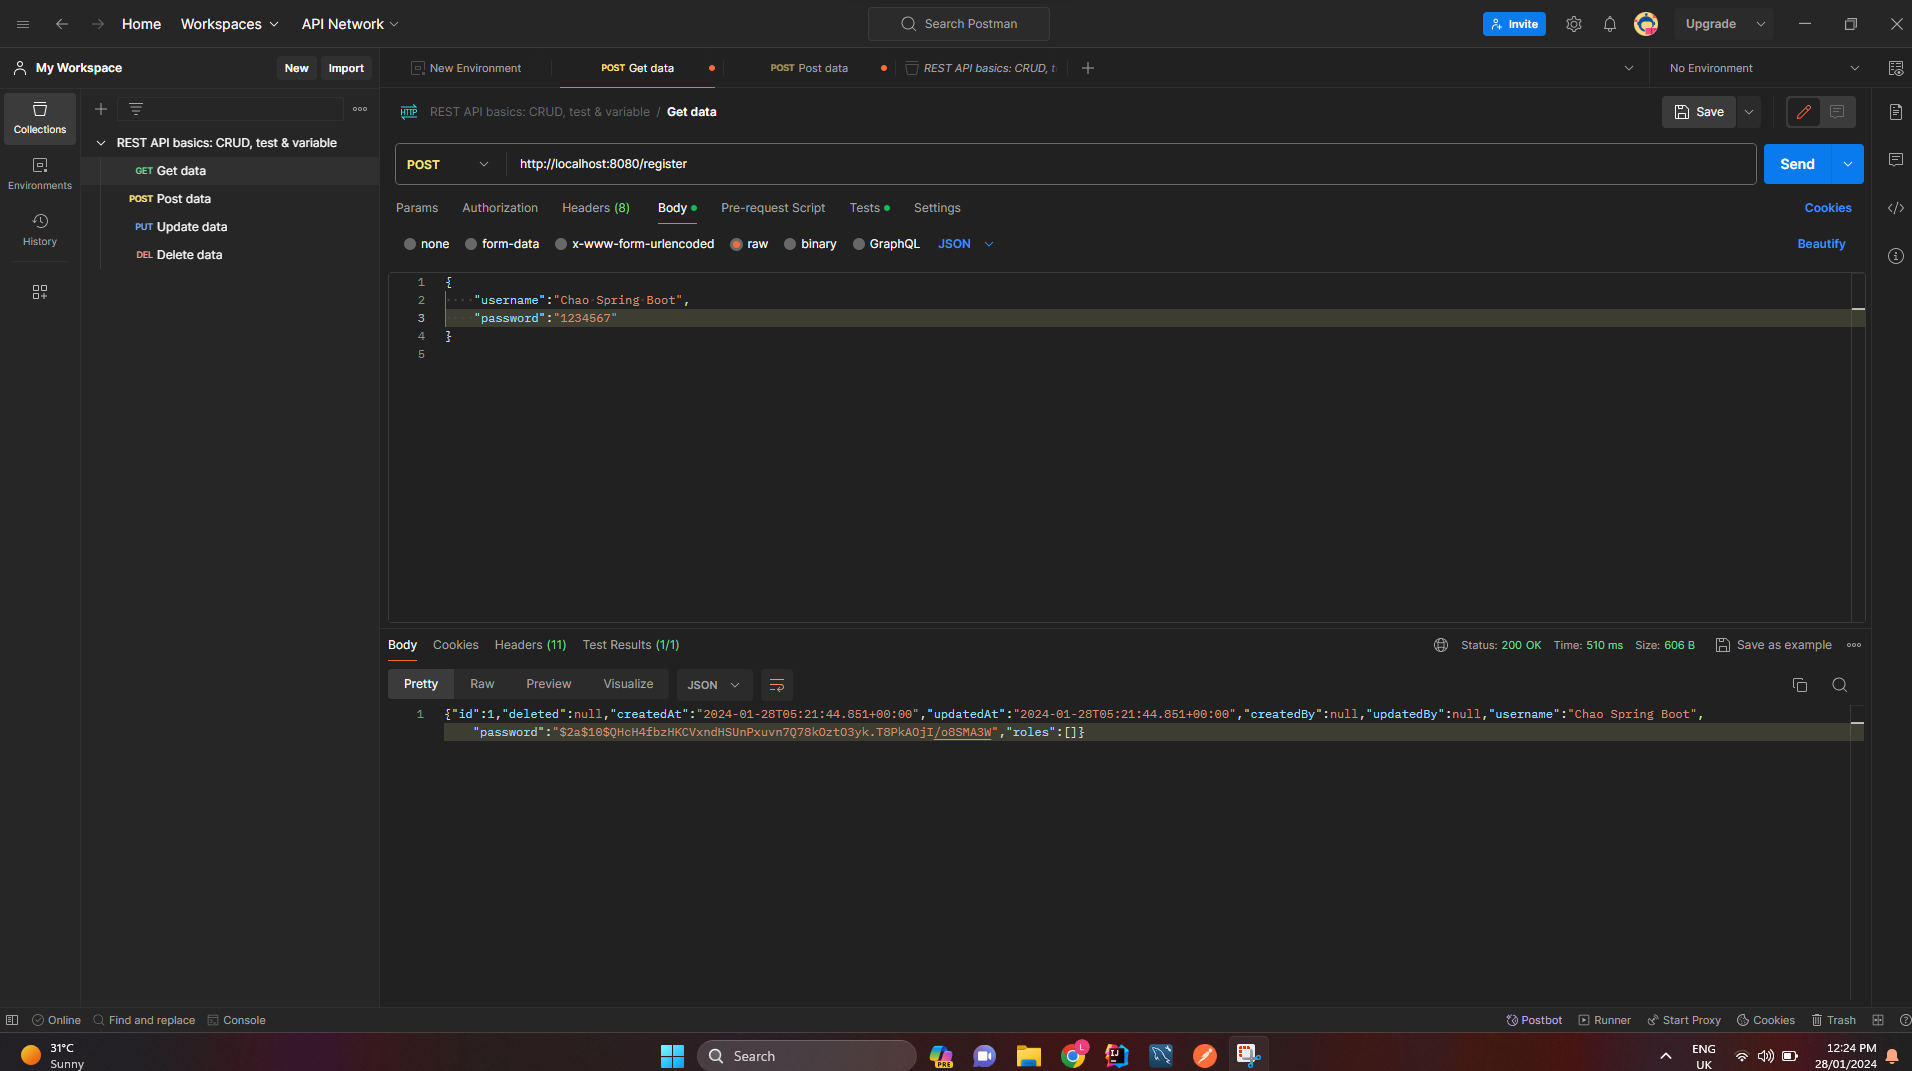 Home Workspaces API Network Search Postman Invite Upgrade
My Workspace New Import New Environment POST Get data POST Post data REST API basics: CRUD, t No Environment
Collections
Environments
History
REST API basics: CRUD, test & variable
GET Get data
POST Post data
PUT Update data
DEL Delete data
HTTP REST API basics: CRUD, test & variable / Get data Save
POST http://localhost:8080/register Send
Params Authorization Headers (8) Body Pre-request Script Tests Settings Cookies
none form-data x-www-form-urlencoded raw binary GraphQL JSON Beautify
1 {
2 "username":"Chao Spring Boot",
3 "password":"1234567"
4 }
5
Body Cookies Headers (11) Test Results (1/1) Status: 200 OK Time: 510 ms Size: 606 B Save as example
Pretty Raw Preview Visualize JSON
1 {"id":1,"deleted":null,"createdAt":"2024-01-28T05:21:44.851+00:00","updatedAt":"2024-01-28T05:21:44.851+00:00","createdBy":null,"updatedBy":null,"username":"Chao Spring Boot",
"password":"$2a$10$QHcH4fbzHKCVxndHSUnPxuvn7Q78kOztO3yk.T8PkAOjI/o8SMA3W","roles":[]}
Online Find and replace Console Postbot Runner Start Proxy Cookies Trash
31°C
Sunny
Search
PRE
L
IJ
ENG
UK
12:24 PM
28/01/2024